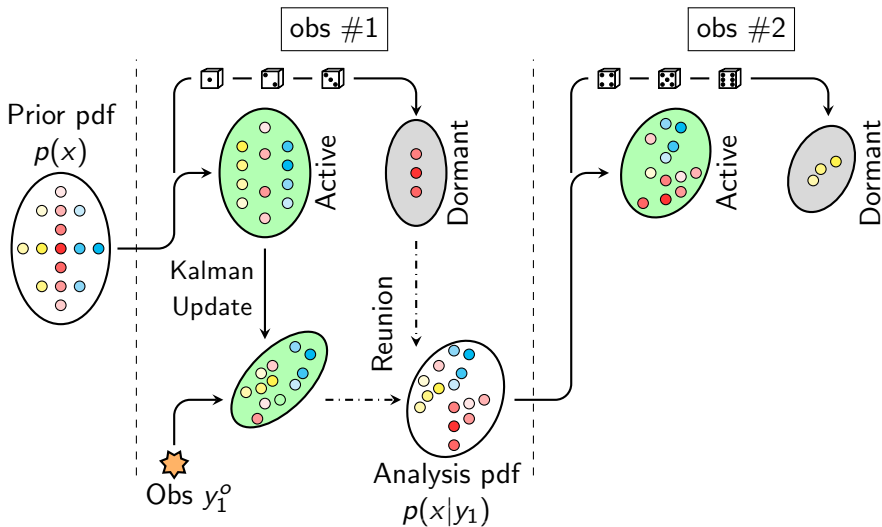 obs #1
obs #2
Prior pdf
p(x)
Active
Dormant
Active
Dormant
Kalman
Update
Reunion
Obs y₁ᵒ
Analysis pdf
p(x|y₁)